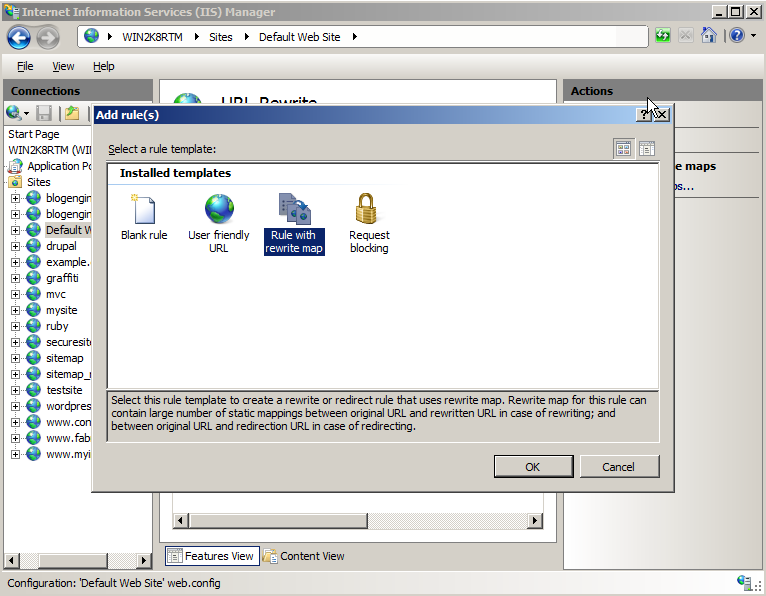 Internet Information Services (IIS) Manager
WIN2K8RTM Sites Default Web Site
File View Help
Connections
URL Rewrite
Actions
Start Page
WIN2K8RTM (WI
Application Po
Sites
blogengin
blogengin
Default W
drupal
example.
graffiti
mvc
mysite
ruby
securesit
sitemap
sitemap_
testsite
wordpres
www.con
www.fab
www.myi
Add rule(s)
Select a rule template:
Installed templates
Blank rule
User friendly
URL
Rule with
rewrite map
Request
blocking
Select this rule template to create a rewrite or redirect rule that uses rewrite map. Rewrite map for this rule can
contain large number of static mappings between original URL and rewritten URL in case of rewriting; and
between original URL and redirection URL in case of redirecting.
OK Cancel
e maps
s...
Features View Content View
Configuration: 'Default Web Site' web.config